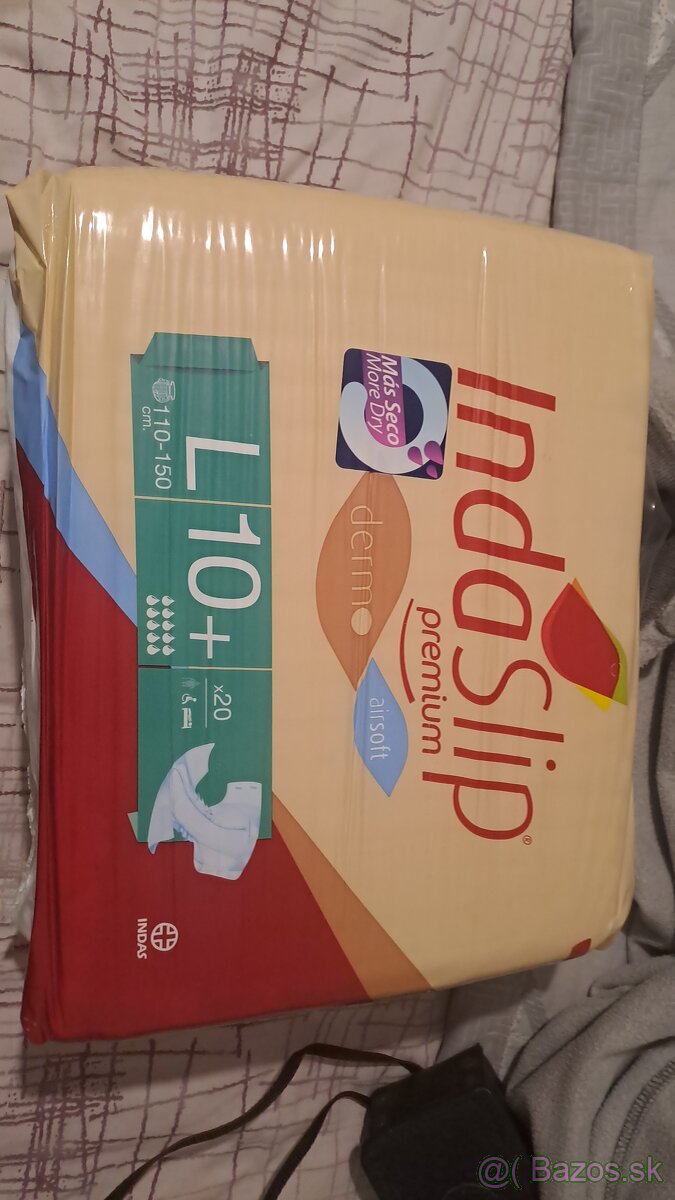 IndaSlip®
premium
Más Seco
More Dry
dermo
airsoft
L 10+ x20
110-150
cm.
INDAS
@( Bazos.sk